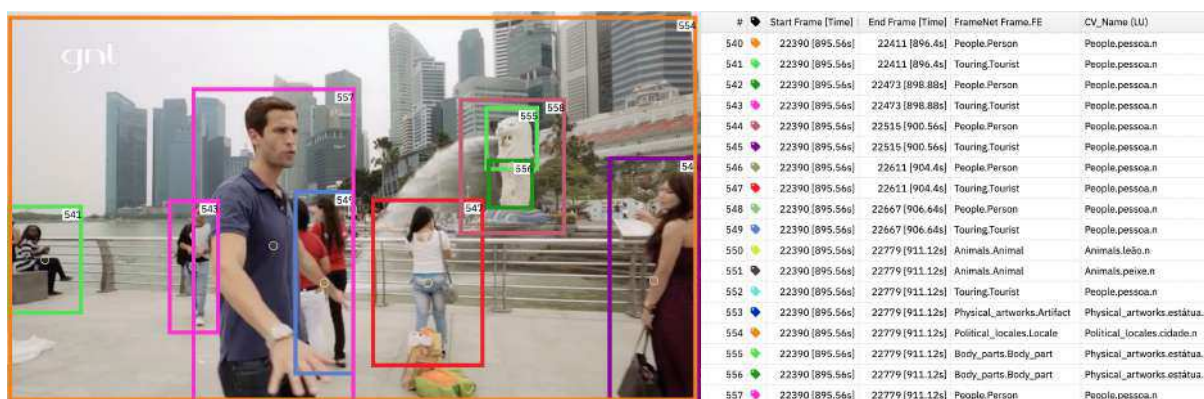 gnt
554
557
558
555
556
54
541
543
549
547
# Start Frame [Time] End Frame [Time] FrameNet Frame.FE CV_Name (LU)
540 22390 [895.56s] 22411 [896.4s] People.Person People.pessoa.n
541 22390 [895.56s] 22411 [896.4s] Touring.Tourist People.pessoa.n
542 22390 [895.56s] 22473 [898.88s] People.Person People.pessoa.n
543 22390 [895.56s] 22473 [898.88s] Touring.Tourist People.pessoa.n
544 22390 [895.56s] 22515 [900.56s] People.Person People.pessoa.n
545 22390 [895.56s] 22515 [900.56s] Touring.Tourist People.pessoa.n
546 22390 [895.56s] 22611 [904.4s] People.Person People.pessoa.n
547 22390 [895.56s] 22611 [904.4s] Touring.Tourist People.pessoa.n
548 22390 [895.56s] 22667 [906.64s] People.Person People.pessoa.n
549 22390 [895.56s] 22667 [906.64s] Touring.Tourist People.pessoa.n
550 22390 [895.56s] 22779 [911.12s] Animals.Animal Animals.leão.n
551 22390 [895.56s] 22779 [911.12s] Animals.Animal Animals.peixe.n
552 22390 [895.56s] 22779 [911.12s] Touring.Tourist People.pessoa.n
553 22390 [895.56s] 22779 [911.12s] Physical_artworks.Artifact Physical_artworks.estátua.
554 22390 [895.56s] 22779 [911.12s] Political_locales.Locale Political_locales.cidade.n
555 22390 [895.56s] 22779 [911.12s] Body_parts.Body_part Physical_artworks.estátua.
556 22390 [895.56s] 22779 [911.12s] Body_parts.Body_part Physical_artworks.estátua.
557 22390 [895.56s] 22779 [911.12s] People.Person People.pessoa.n